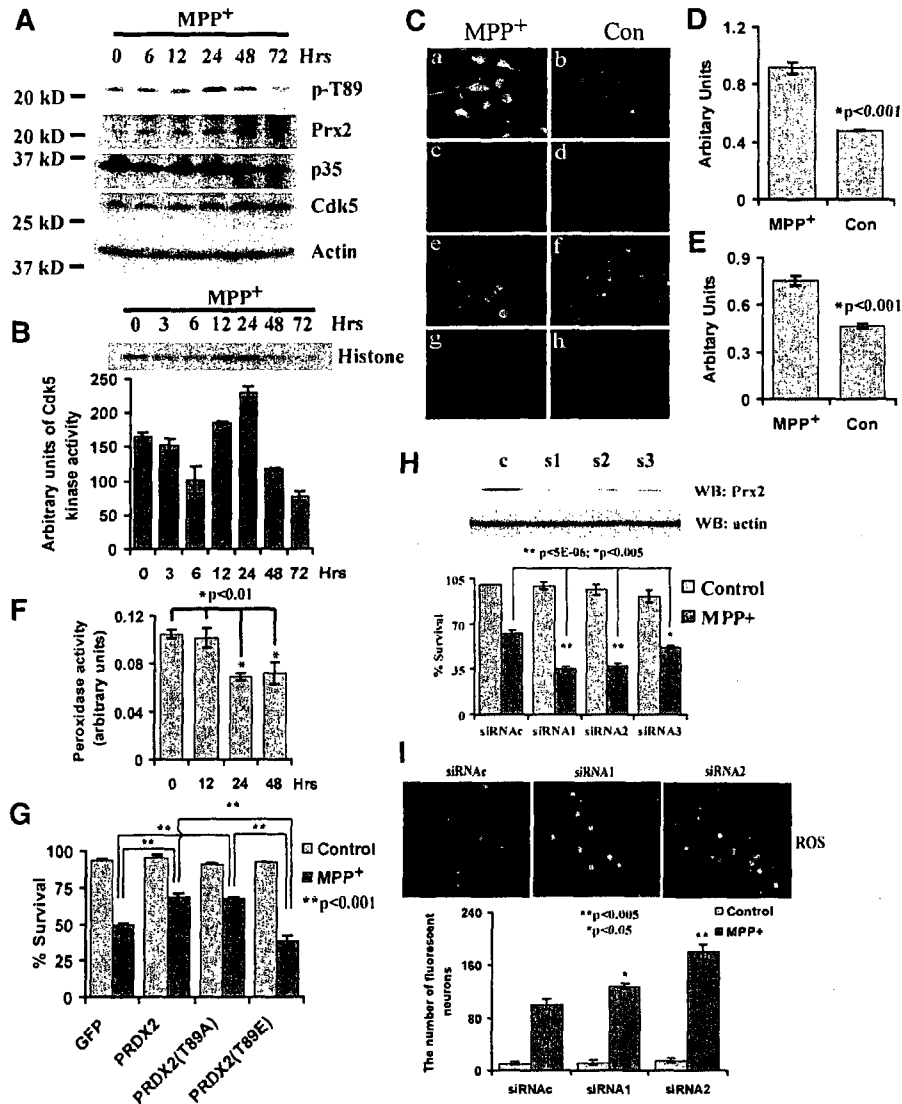 A
MPP+
0 6 12 24 48 72 Hrs
p-T89
20 kD
Prx2
20 kD
37 kD
p35
Cdk5
25 kD
Actin
37 kD
B
MPP+
0 3 6 12 24 48 72 Hrs
Histone
Arbitrary units of Cdk5
kinase activity
250
200
150
100
50
0
0 3 6 12 24 48 72 Hrs
C
MPP+ Con
a b
c d
e f
g h
D
Arbitary Units
1.2
0.8
0.4
0
*p<0.001
MPP+ Con
E
Arbitary Units
0.9
0.6
0.3
0
*p<0.001
MPP+ Con
F
*p<0.01
Peroxidase activity
(arbitrary units)
0.12
0.08
0.04
0
* *
0 12 24 48 Hrs
G
% Survival
100
75
50
25
0
**
** **
**
Control
MPP+
**p<0.001
GFP
PRDX2
PRDX2(T89A)
PRDX2(T89E)
H
c s1 s2 s3
WB: Prx2
WB: actin
** p<5E-06; *p<0.005
% Survival
105
70
35
0
** ** *
Control
MPP+
siRNAc siRNA1 siRNA2 siRNA3
I
siRNAc siRNA1 siRNA2
ROS
The number of fluorescent
neurons
240
160
80
0
**p<0.005
*p<0.05
* **
Control
MPP+
siRNAc siRNA1 siRNA2